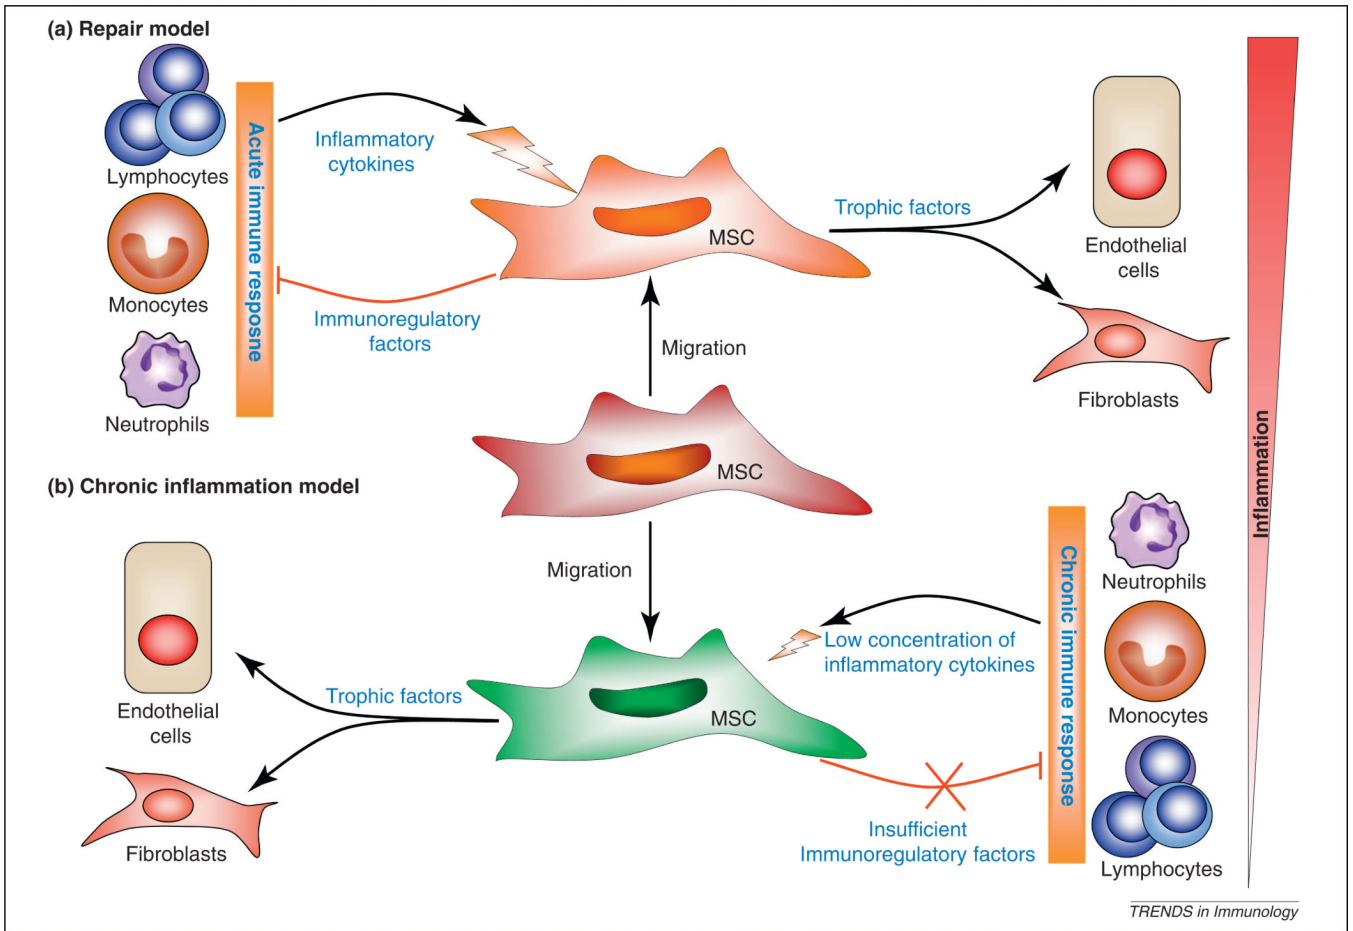 (a) Repair model
Lymphocytes
Monocytes
Neutrophils
Acute immune resposne
Inflammatory
cytokines
Immunoregulatory
factors
MSC
Trophic factors
Endothelial
cells
Fibroblasts
Migration
MSC
Migration
(b) Chronic inflammation model
Endothelial
cells
Fibroblasts
Trophic factors
MSC
Low concentration of
inflammatory cytokines
Insufficient
Immunoregulatory factors
Chronic immune response
Neutrophils
Monocytes
Lymphocytes
Inflammation
TRENDS in Immunology